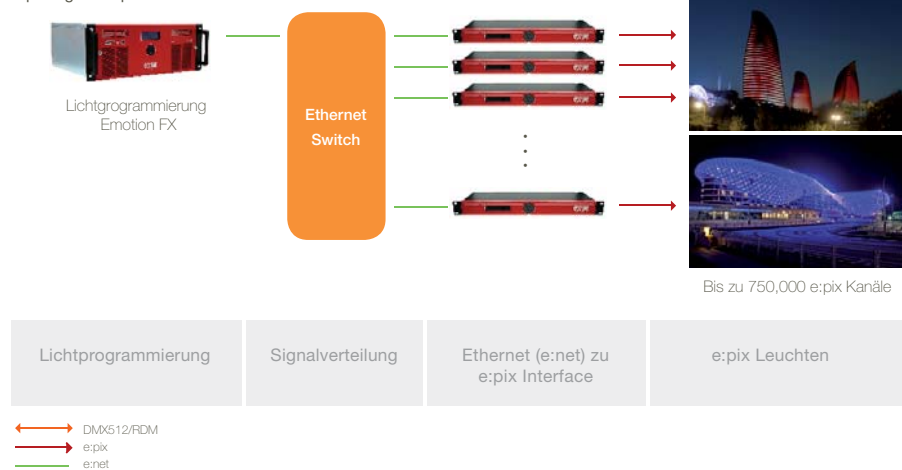 Lichtgrogrammierung
Emotion FX
Ethernet
Switch
Bis zu 750,000 e:pix Kanäle
Lichtprogrammierung
Signalverteilung
Ethernet (e:net) zu
e:pix Interface
e:pix Leuchten
DMX512/RDM
e:pix
e:net